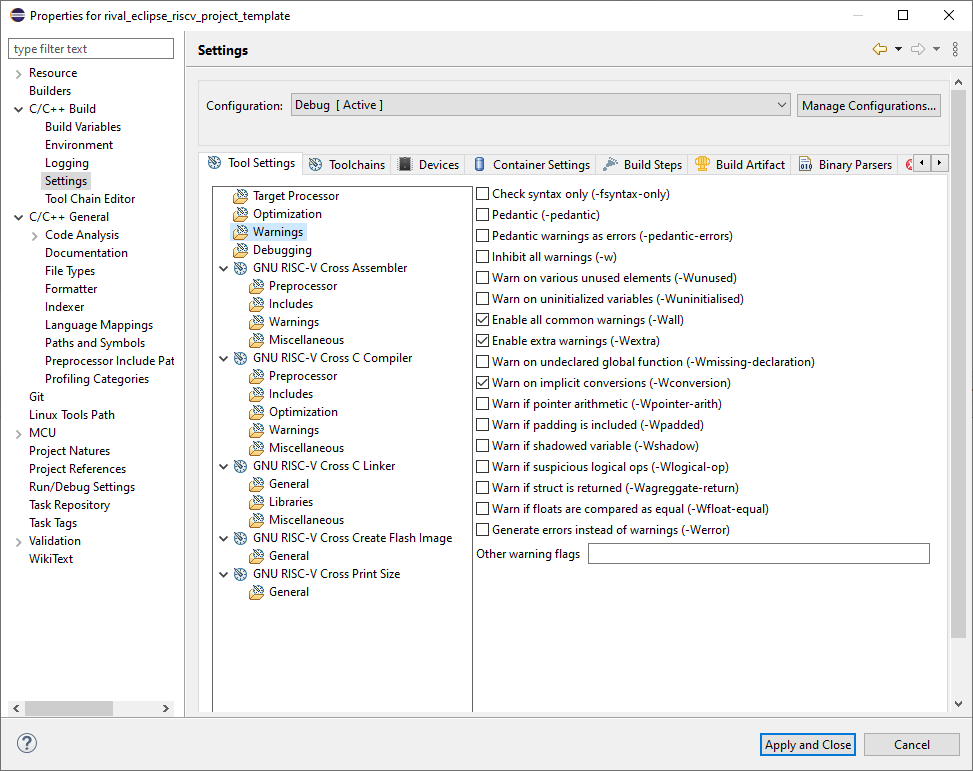 Properties for rival_eclipse_riscv_project_template
type filter text
Resource
Builders
C/C++ Build
Build Variables
Environment
Logging
Settings
Tool Chain Editor
C/C++ General
Code Analysis
Documentation
File Types
Formatter
Indexer
Language Mappings
Paths and Symbols
Preprocessor Include Pat
Profiling Categories
Git
Linux Tools Path
MCU
Project Natures
Project References
Run/Debug Settings
Task Repository
Task Tags
Validation
WikiText
Settings
Configuration: Debug [ Active ] Manage Configurations...
Tool Settings Toolchains Devices Container Settings Build Steps Build Artifact Binary Parsers
Target Processor
Optimization
Warnings
Debugging
GNU RISC-V Cross Assembler
Preprocessor
Includes
Warnings
Miscellaneous
GNU RISC-V Cross C Compiler
Preprocessor
Includes
Optimization
Warnings
Miscellaneous
GNU RISC-V Cross C Linker
General
Libraries
Miscellaneous
GNU RISC-V Cross Create Flash Image
General
GNU RISC-V Cross Print Size
General
Check syntax only (-fsyntax-only)
Pedantic (-pedantic)
Pedantic warnings as errors (-pedantic-errors)
Inhibit all warnings (-w)
Warn on various unused elements (-Wunused)
Warn on uninitialized variables (-Wuninitialised)
Enable all common warnings (-Wall)
Enable extra warnings (-Wextra)
Warn on undeclared global function (-Wmissing-declaration)
Warn on implicit conversions (-Wconversion)
Warn if pointer arithmetic (-Wpointer-arith)
Warn if padding is included (-Wpadded)
Warn if shadowed variable (-Wshadow)
Warn if suspicious logical ops (-Wlogical-op)
Warn if struct is returned (-Wagreggate-return)
Warn if floats are compared as equal (-Wfloat-equal)
Generate errors instead of warnings (-Werror)
Other warning flags
Apply and Close Cancel